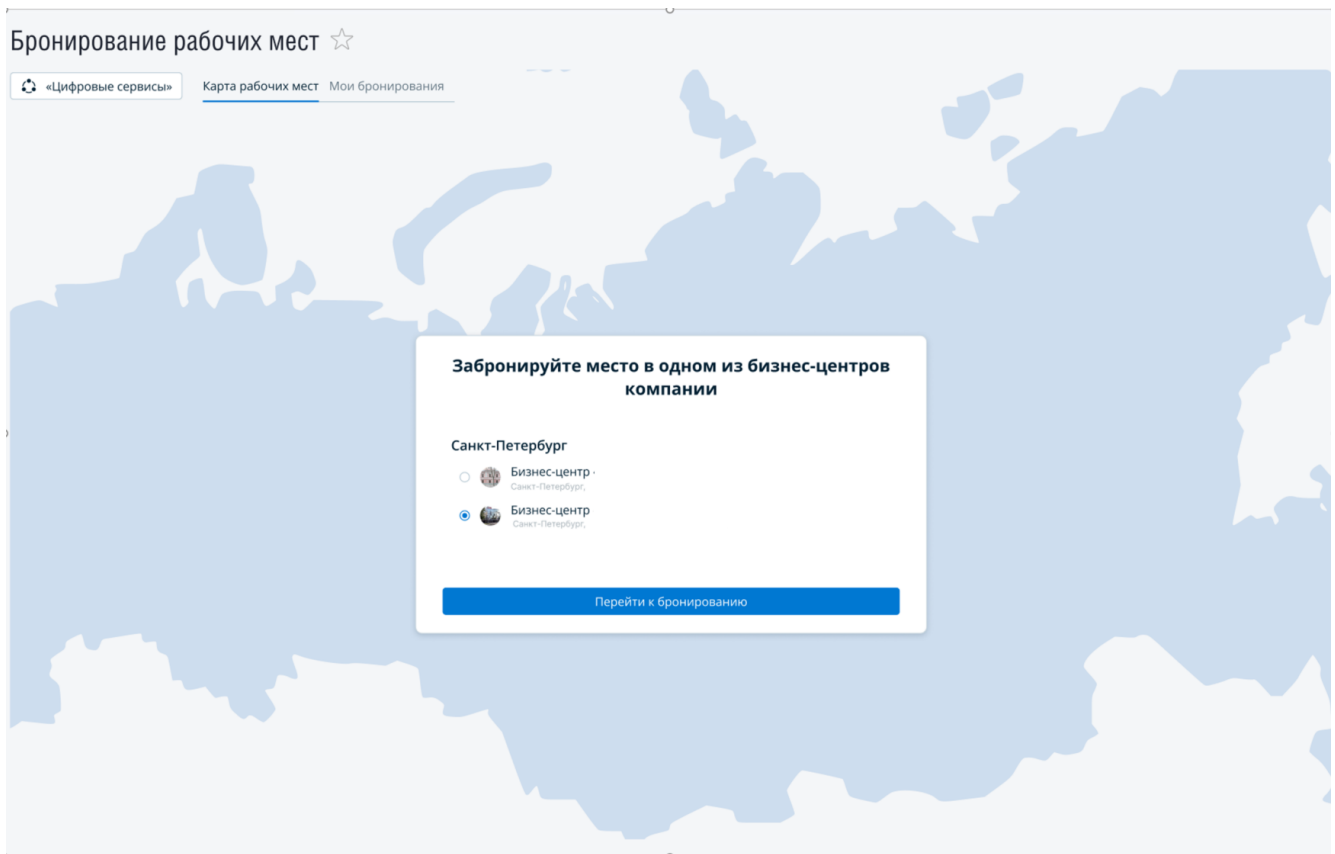 Бронирование рабочих мест
«Цифровые сервисы»
Карта рабочих мест
Мои бронирования
Забронируйте место в одном из бизнес-центров
компании
Санкт-Петербург
Бизнес-центр
Санкт-Петербург,
Бизнес-центр
Санкт-Петербург,
Перейти к бронированию